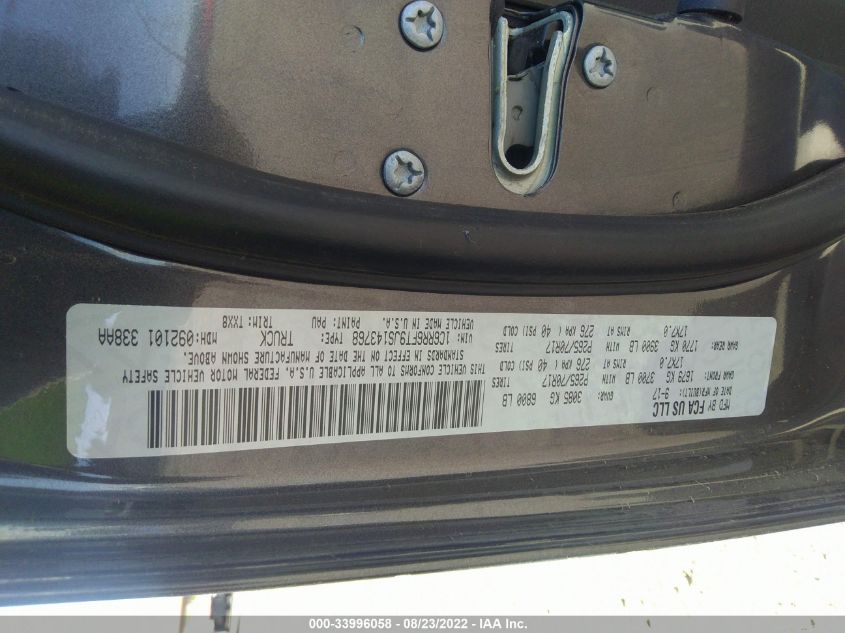 MFD BY FCA US LLC
DATE OF MFR(BUILT): 9-17
GVWR: 3085 KG 6800 LB
GAWR FRONT: 1679 KG 3700 LB WITH P265/70R17 TIRES
17X7.0 RIMS AT 276 KPA ( 40 PSI) COLD
GAWR REAR: 1770 KG 3900 LB WITH P265/70R17 TIRES
17X7.0 RIMS AT 276 KPA ( 40 PSI) COLD
THIS VEHICLE CONFORMS TO ALL APPLICABLE U.S.A. FEDERAL MOTOR VEHICLE SAFETY
STANDARDS IN EFFECT ON THE DATE OF MANUFACTURE SHOWN ABOVE.
VIN: 1C6RR6FT9JS143768 TYPE: TRUCK MDH:092101 338AA
VEHICLE MADE IN U.S.A. PAINT: PAU TRIM: TXX8
000-33996058 - 08/23/2022 - IAA Inc.